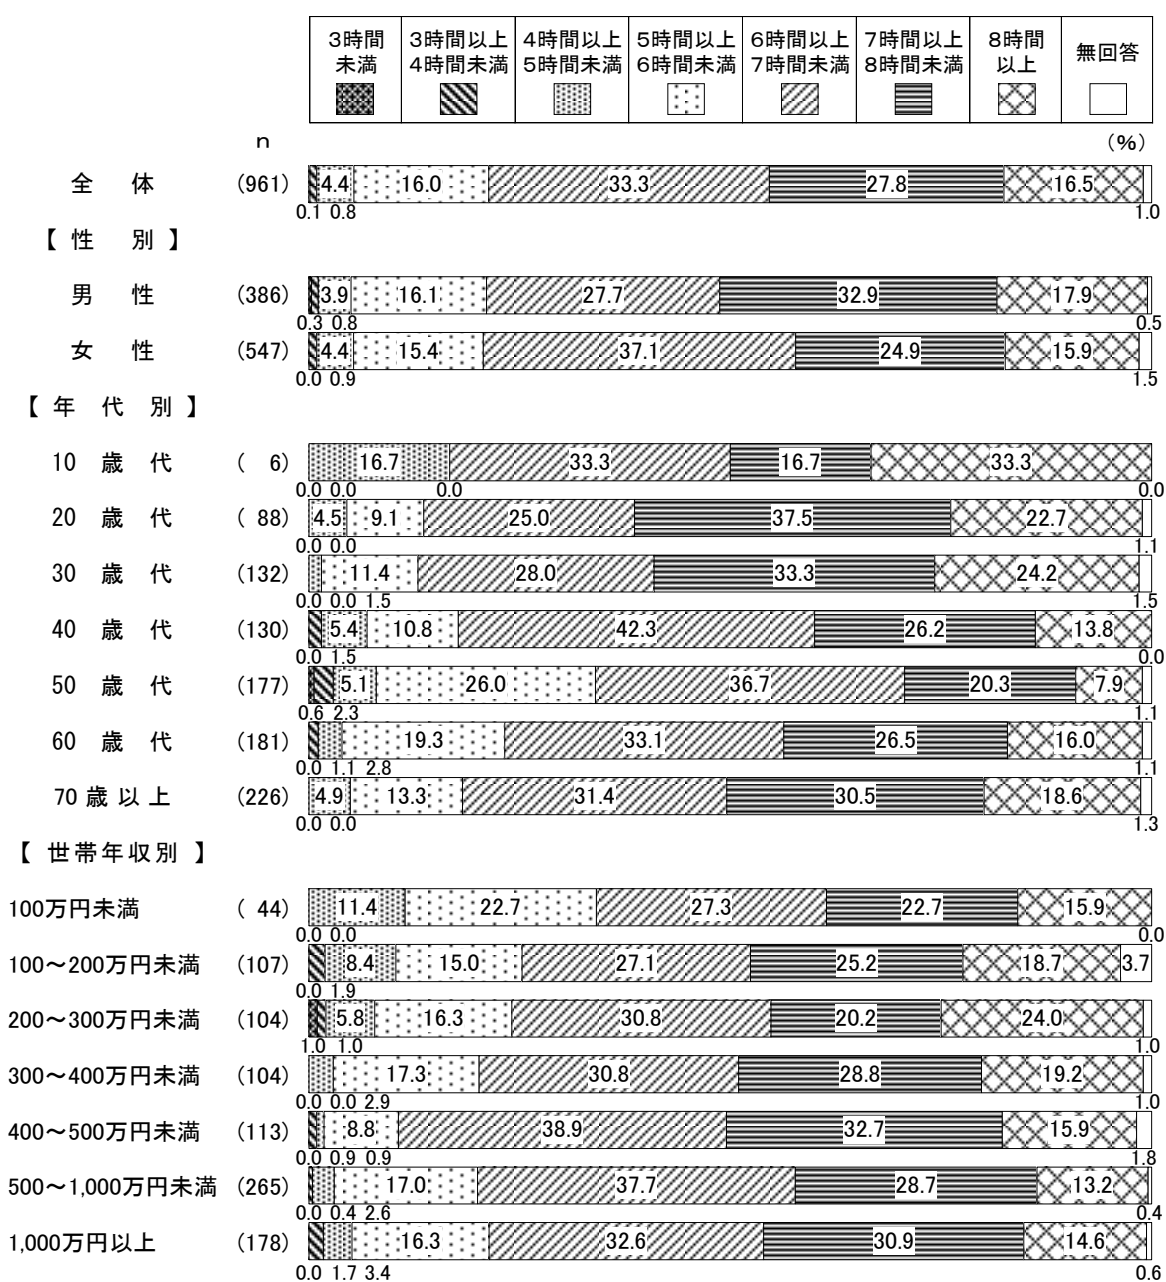 3時間 3時間以上 4時間以上 5時間以上 6時間以上 7時間以上 8時間 無回答
未満 4時間未満 5時間未満 6時間未満 7時間未満 8時間未満 以上
n (%)
全体 (961) 4.4 16.0 33.3 27.8 16.5
0.1 0.8 1.0
【性別】
男性 (386) 3.9 16.1 27.7 32.9 17.9
0.3 0.8 0.5
女性 (547) 4.4 15.4 37.1 24.9 15.9
0.0 0.9 1.5
【年代別】
10歳代 (6) 16.7 33.3 16.7 33.3
0.0 0.0 0.0 0.0
20歳代 (88) 4.5 9.1 25.0 37.5 22.7
0.0 0.0 1.1
30歳代 (132) 11.4 28.0 33.3 24.2
0.0 0.0 1.5 1.5
40歳代 (130) 5.4 10.8 42.3 26.2 13.8
0.0 1.5 0.0
50歳代 (177) 5.1 26.0 36.7 20.3 7.9
0.6 2.3 1.1
60歳代 (181) 19.3 33.1 26.5 16.0
0.0 1.1 2.8 1.1
70歳以上 (226) 4.9 13.3 31.4 30.5 18.6
0.0 0.0 1.3
【世帯年収別】
100万円未満 (44) 11.4 22.7 27.3 22.7 15.9
0.0 0.0 0.0
100～200万円未満 (107) 8.4 15.0 27.1 25.2 18.7 3.7
0.0 1.9
200～300万円未満 (104) 5.8 16.3 30.8 20.2 24.0
1.0 1.0 1.0
300～400万円未満 (104) 17.3 30.8 28.8 19.2
0.0 0.0 2.9 1.0
400～500万円未満 (113) 8.8 38.9 32.7 15.9
0.0 0.9 0.9 1.8
500～1,000万円未満 (265) 17.0 37.7 28.7 13.2
0.0 0.4 2.6 0.4
1,000万円以上 (178) 16.3 32.6 30.9 14.6
0.0 1.7 3.4 0.6